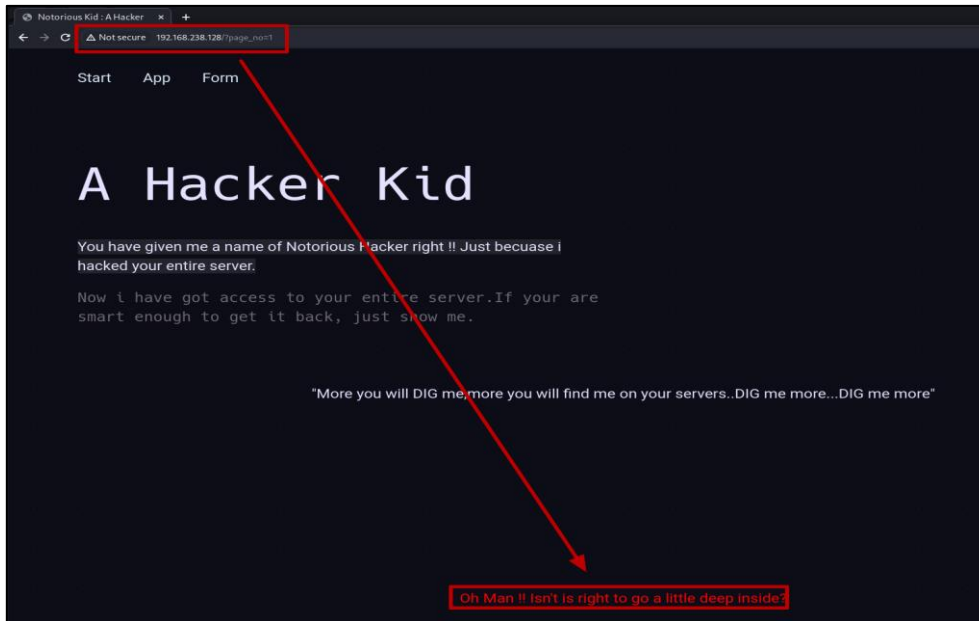 Notorious Kid : A Hacker
Not secure 192.168.238.128/?page_no=1
Start App Form
A Hacker Kid
You have given me a name of Notorious Hacker right !! Just becuase i
hacked your entire server.
Now i have got access to your entire server.If your are
smart enough to get it back, just show me.
"More you will DIG me,more you will find me on your servers..DIG me more...DIG me more"
Oh Man !! Isn't is right to go a little deep inside?